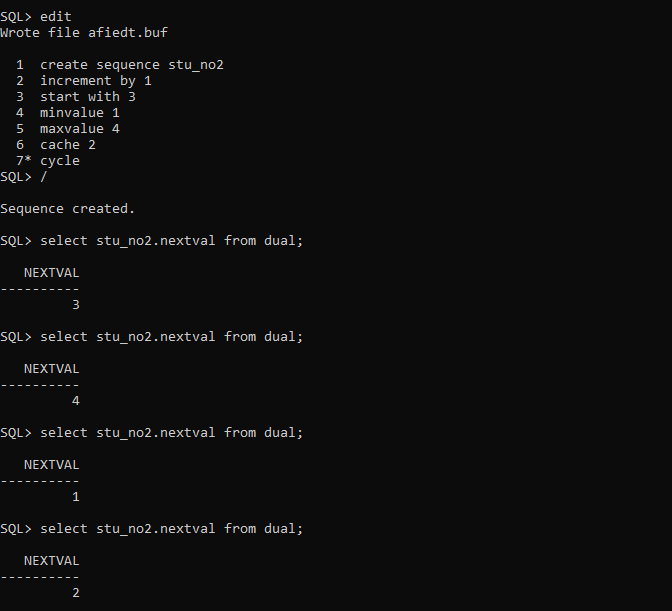 SQL> edit
Wrote file afiedt.buf
  1  create sequence stu_no2
  2  increment by 1
  3  start with 3
  4  minvalue 1
  5  maxvalue 4
  6  cache 2
  7* cycle
SQL> /
Sequence created.
SQL> select stu_no2.nextval from dual;
   NEXTVAL
----------
         3
SQL> select stu_no2.nextval from dual;
   NEXTVAL
----------
         4
SQL> select stu_no2.nextval from dual;
   NEXTVAL
----------
         1
SQL> select stu_no2.nextval from dual;
   NEXTVAL
----------
         2